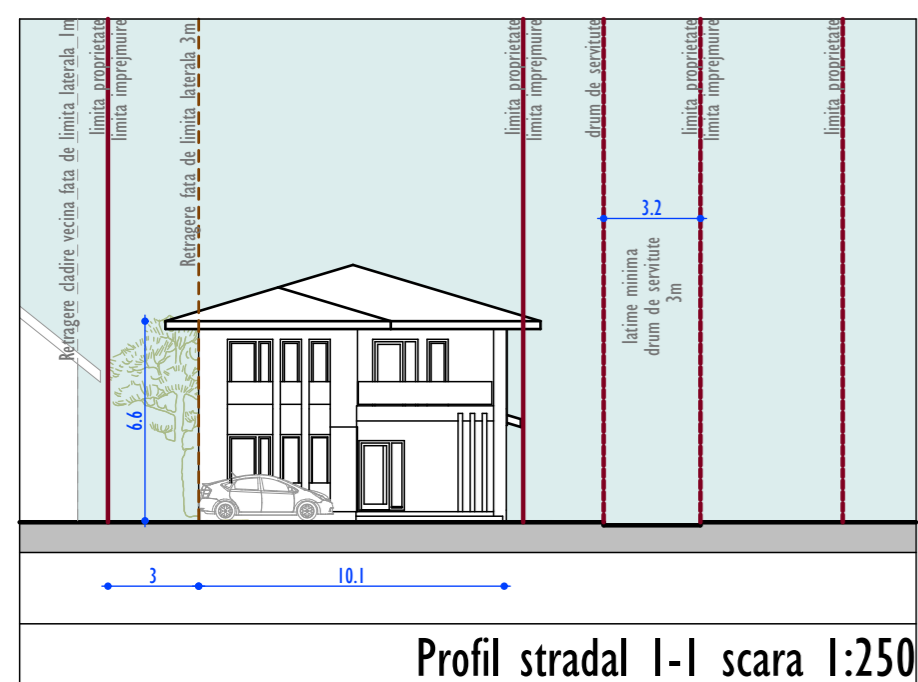 Retragere cladire vecina fata de limita laterala 1m
limita proprietate
limita imprejmuire
Retragere fata de limita laterala 3m
limita proprietate
limita imprejmuire
drum de servitute
limita proprietate
limita imprejmuire
limita proprietate
3.2
latime minima
drum de servitute
3m
6.6
3
10.1
Profil stradal 1-1 scara 1:250